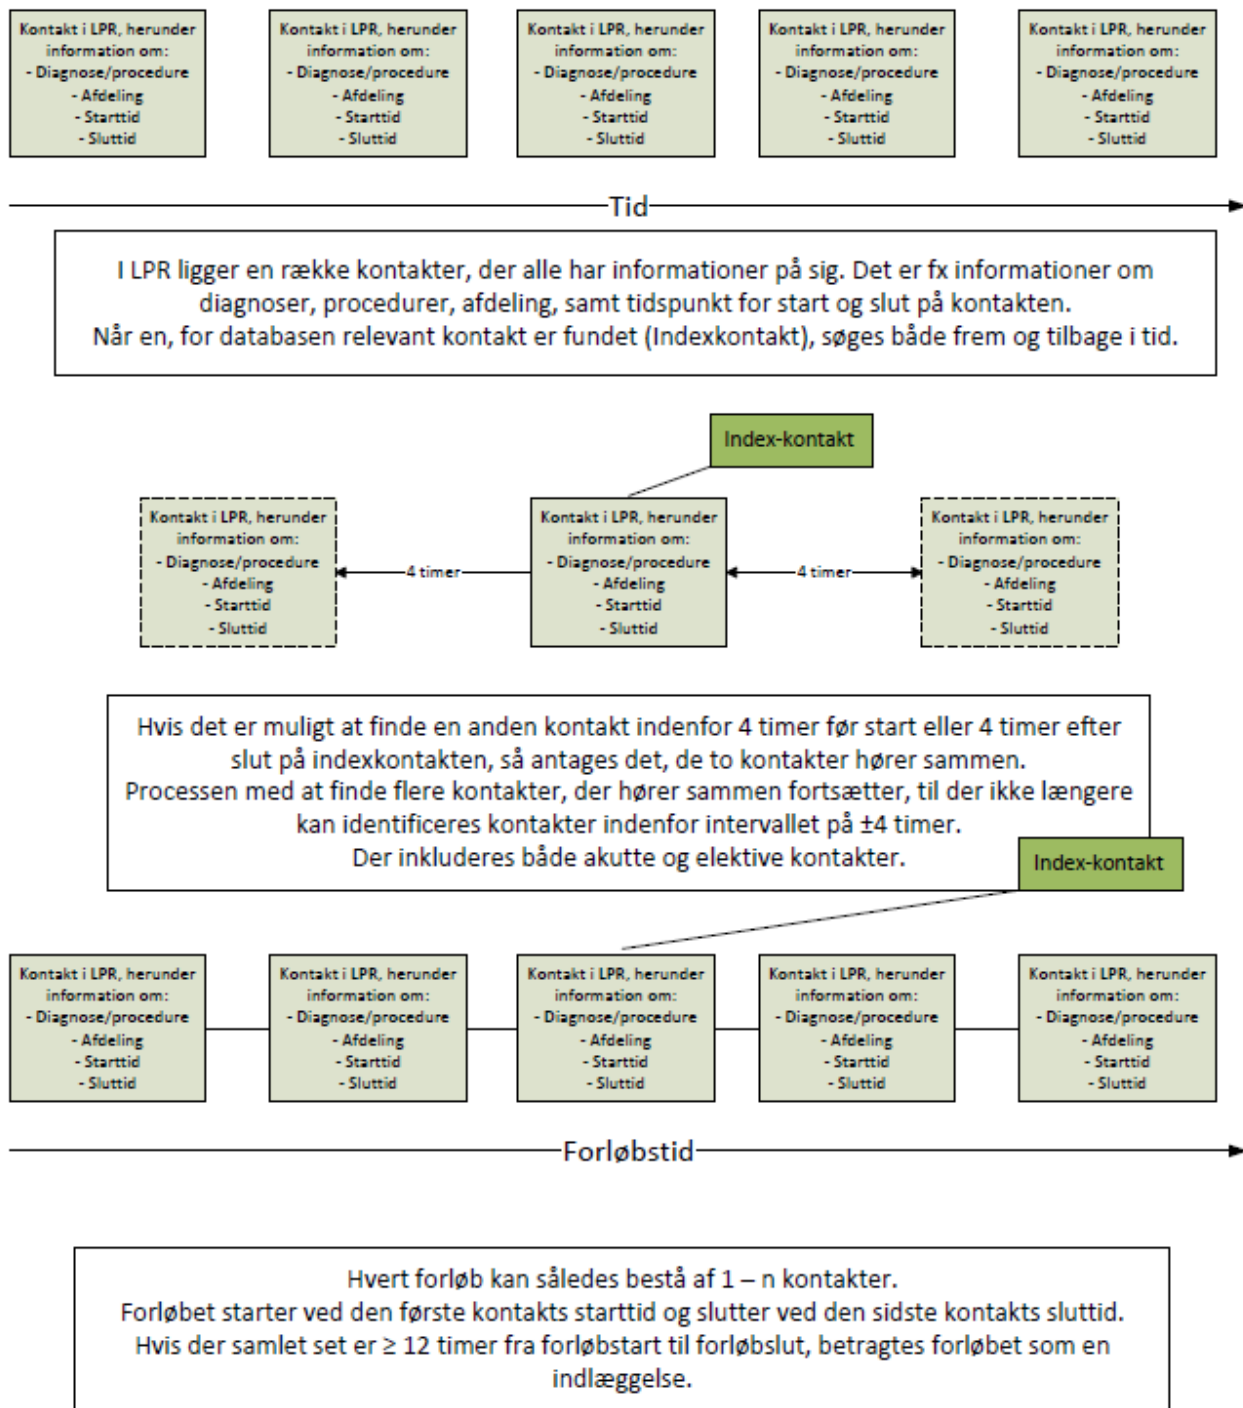 Kontakt i LPR, herunder
information om:
- Diagnose/procedure
- Afdeling
- Starttid
- Sluttid
Kontakt i LPR, herunder
information om:
- Diagnose/procedure
- Afdeling
- Starttid
- Sluttid
Kontakt i LPR, herunder
information om:
- Diagnose/procedure
- Afdeling
- Starttid
- Sluttid
Kontakt i LPR, herunder
information om:
- Diagnose/procedure
- Afdeling
- Starttid
- Sluttid
Kontakt i LPR, herunder
information om:
- Diagnose/procedure
- Afdeling
- Starttid
- Sluttid
Tid
I LPR ligger en række kontakter, der alle har informationer på sig. Det er fx informationer om
diagnoser, procedurer, afdeling, samt tidspunkt for start og slut på kontakten.
Når en, for databasen relevant kontakt er fundet (Indexkontakt), søges både frem og tilbage i tid.
Index-kontakt
Kontakt i LPR, herunder
information om:
- Diagnose/procedure
- Afdeling
- Starttid
- Sluttid
4 timer
Kontakt i LPR, herunder
information om:
- Diagnose/procedure
- Afdeling
- Starttid
- Sluttid
4 timer
Kontakt i LPR, herunder
information om:
- Diagnose/procedure
- Afdeling
- Starttid
- Sluttid
Hvis det er muligt at finde en anden kontakt indenfor 4 timer før start eller 4 timer efter
slut på indexkontakten, så antages det, de to kontakter hører sammen.
Processen med at finde flere kontakter, der hører sammen fortsætter, til der ikke længere
kan identificeres kontakter indenfor intervallet på ±4 timer.
Der inkluderes både akutte og elektive kontakter.
Index-kontakt
Kontakt i LPR, herunder
information om:
- Diagnose/procedure
- Afdeling
- Starttid
- Sluttid
Kontakt i LPR, herunder
information om:
- Diagnose/procedure
- Afdeling
- Starttid
- Sluttid
Kontakt i LPR, herunder
information om:
- Diagnose/procedure
- Afdeling
- Starttid
- Sluttid
Kontakt i LPR, herunder
information om:
- Diagnose/procedure
- Afdeling
- Starttid
- Sluttid
Kontakt i LPR, herunder
information om:
- Diagnose/procedure
- Afdeling
- Starttid
- Sluttid
Forløbstid
Hvert forløb kan således bestå af 1 – n kontakter.
Forløbet starter ved den første kontakts starttid og slutter ved den sidste kontakts sluttid.
Hvis der samlet set er ≥ 12 timer fra forløbstart til forløbslut, betragtes forløbet som en
indlæggelse.